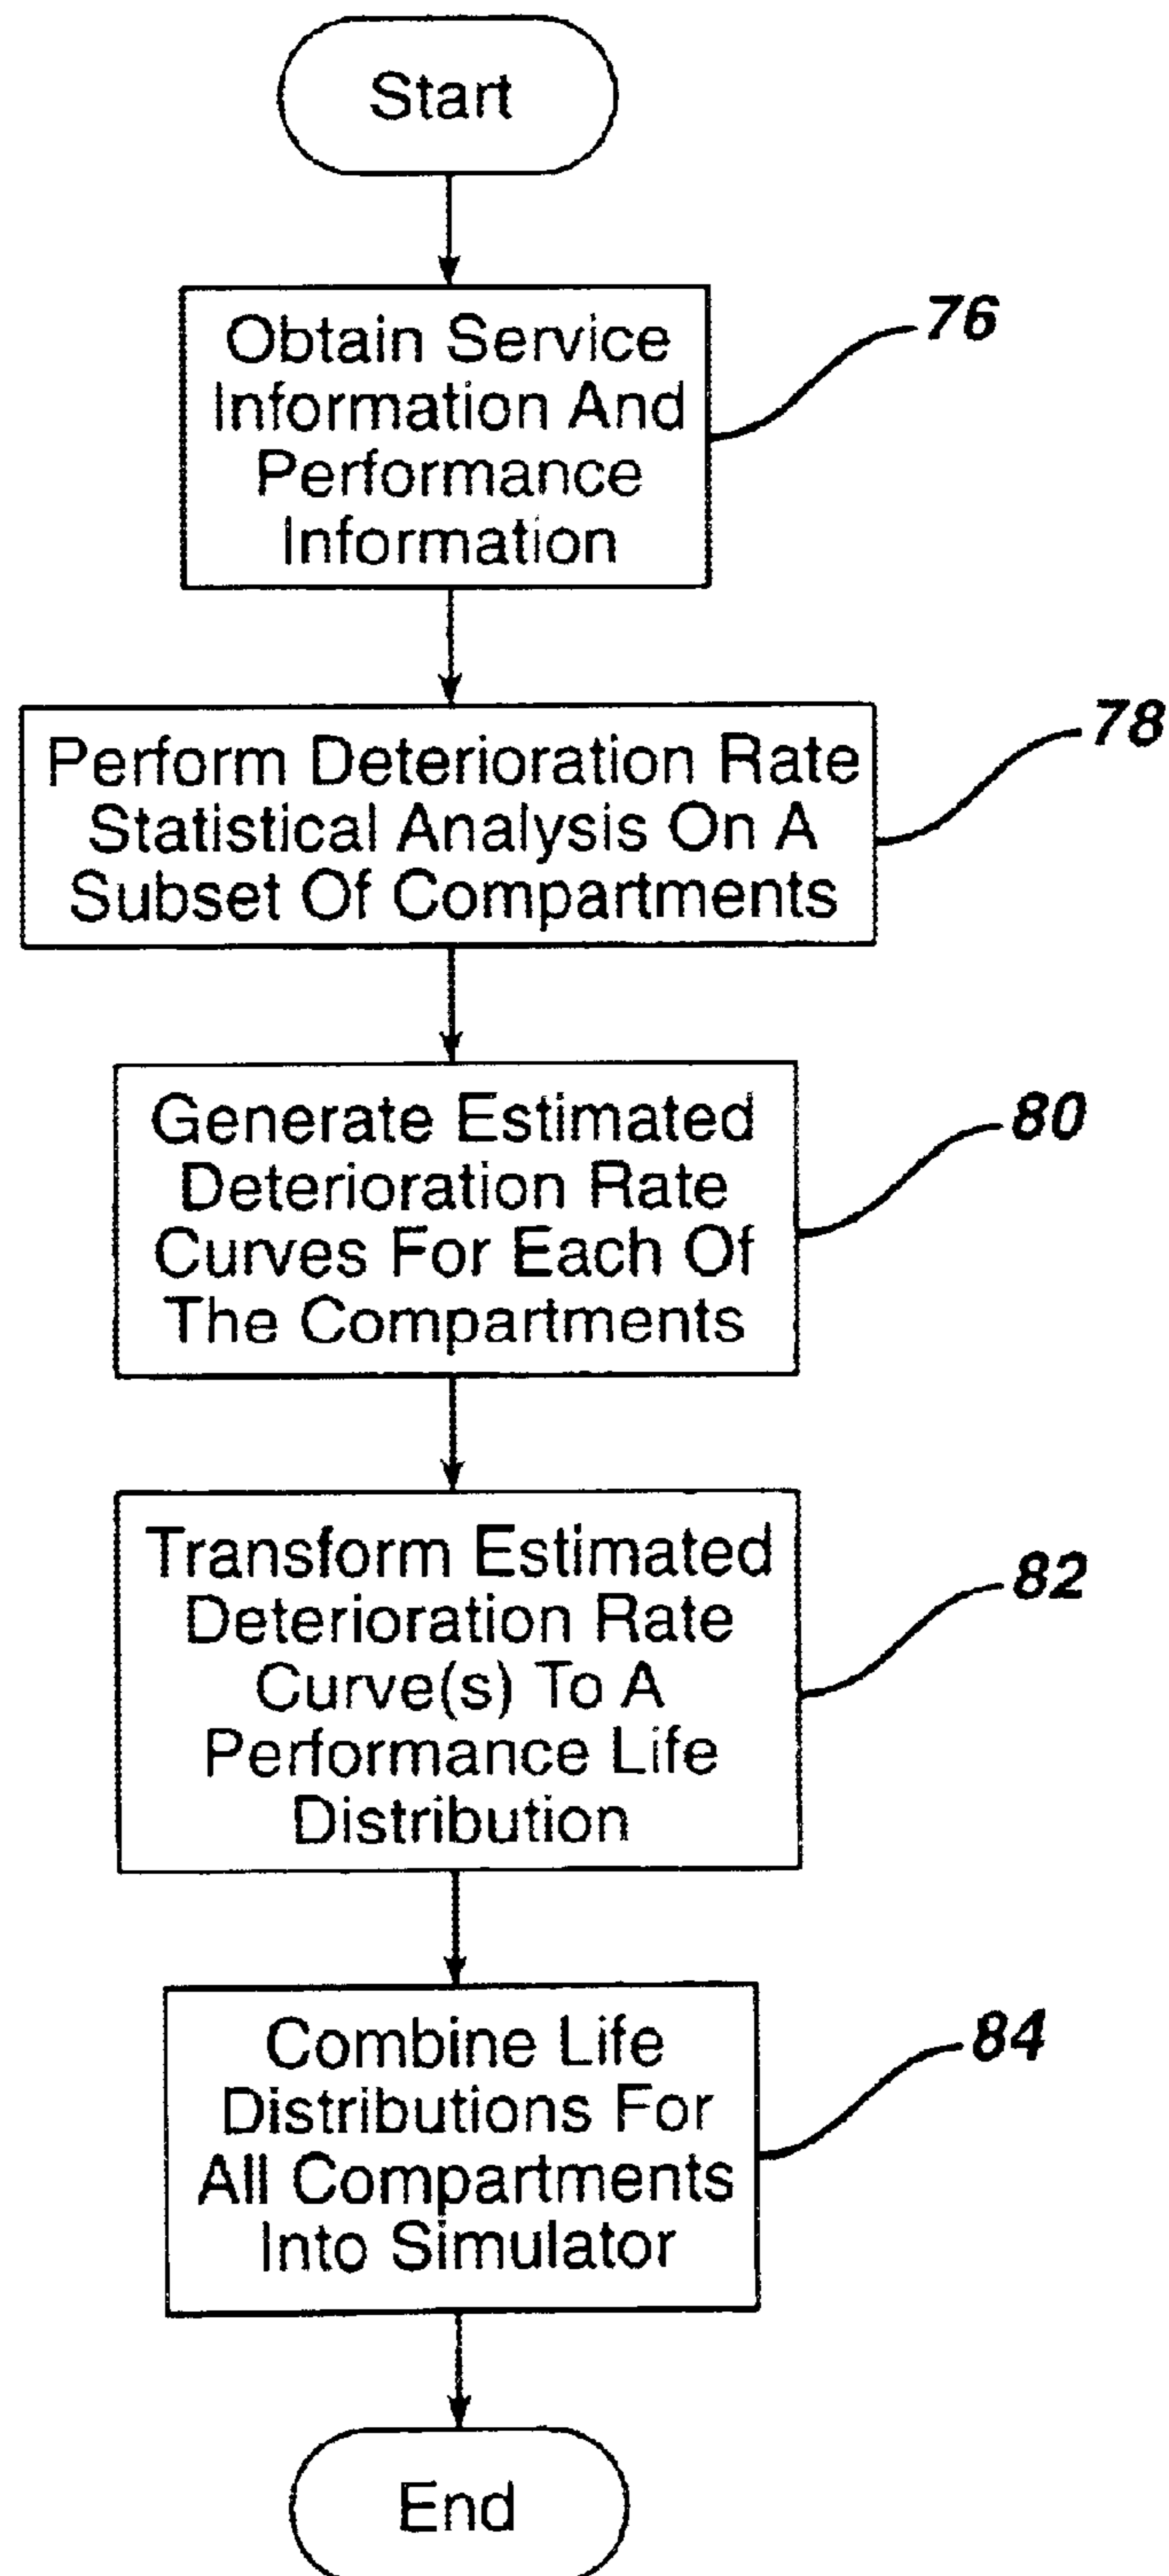 Start
Obtain Service
Information And
Performance
Information
76
Perform Deterioration Rate
Statistical Analysis On A
Subset Of Compartments
78
Generate Estimated
Deterioration Rate
Curves For Each Of
The Compartments
80
Transform Estimated
Deterioration Rate
Curve(s) To A
Performance Life
Distribution
82
Combine Life
Distributions For
All Compartments
Into Simulator
84
End